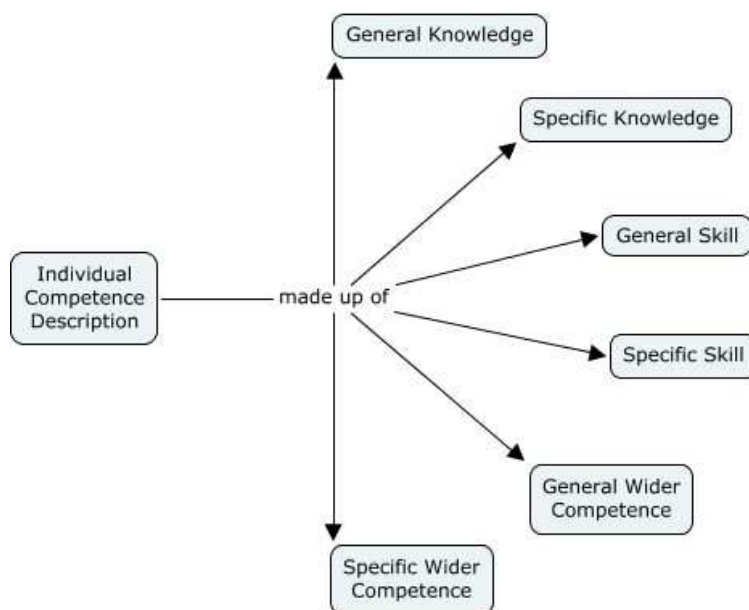 General Knowledge
Specific Knowledge
General Skill
Individual
Competence
Description
made up of
Specific Skill
General Wider
Competence
Specific Wider
Competence